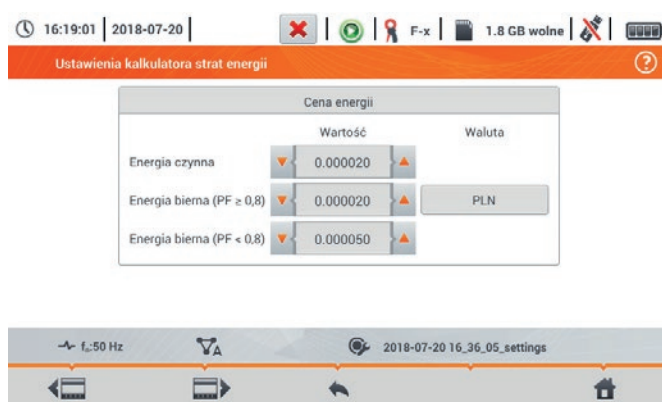 16:19:01 2018-07-20 F-x 1.8 GB wolne
Ustawienia kalkulatora strat energii ?
Cena energii
Wartość Waluta
Energia czynna 0.000020
Energia bierna (PF ≥ 0,8) 0.000020 PLN
Energia bierna (PF < 0,8) 0.000050
fₙ:50 Hz A 2018-07-20 16_36_05_settings